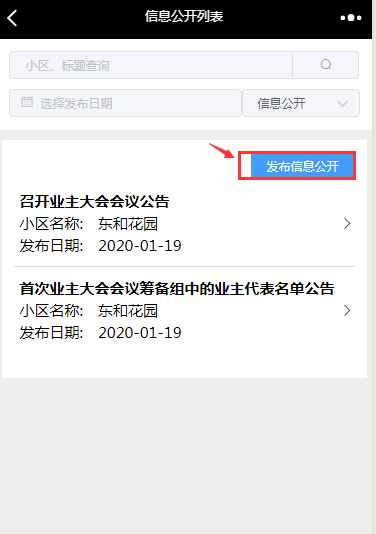 信息公开列表
小区、标题查询
选择发布日期
信息公开
发布信息公开
召开业主大会会议公告
小区名称: 东和花园
发布日期: 2020-01-19
首次业主大会会议筹备组中的业主代表名单公告
小区名称: 东和花园
发布日期: 2020-01-19